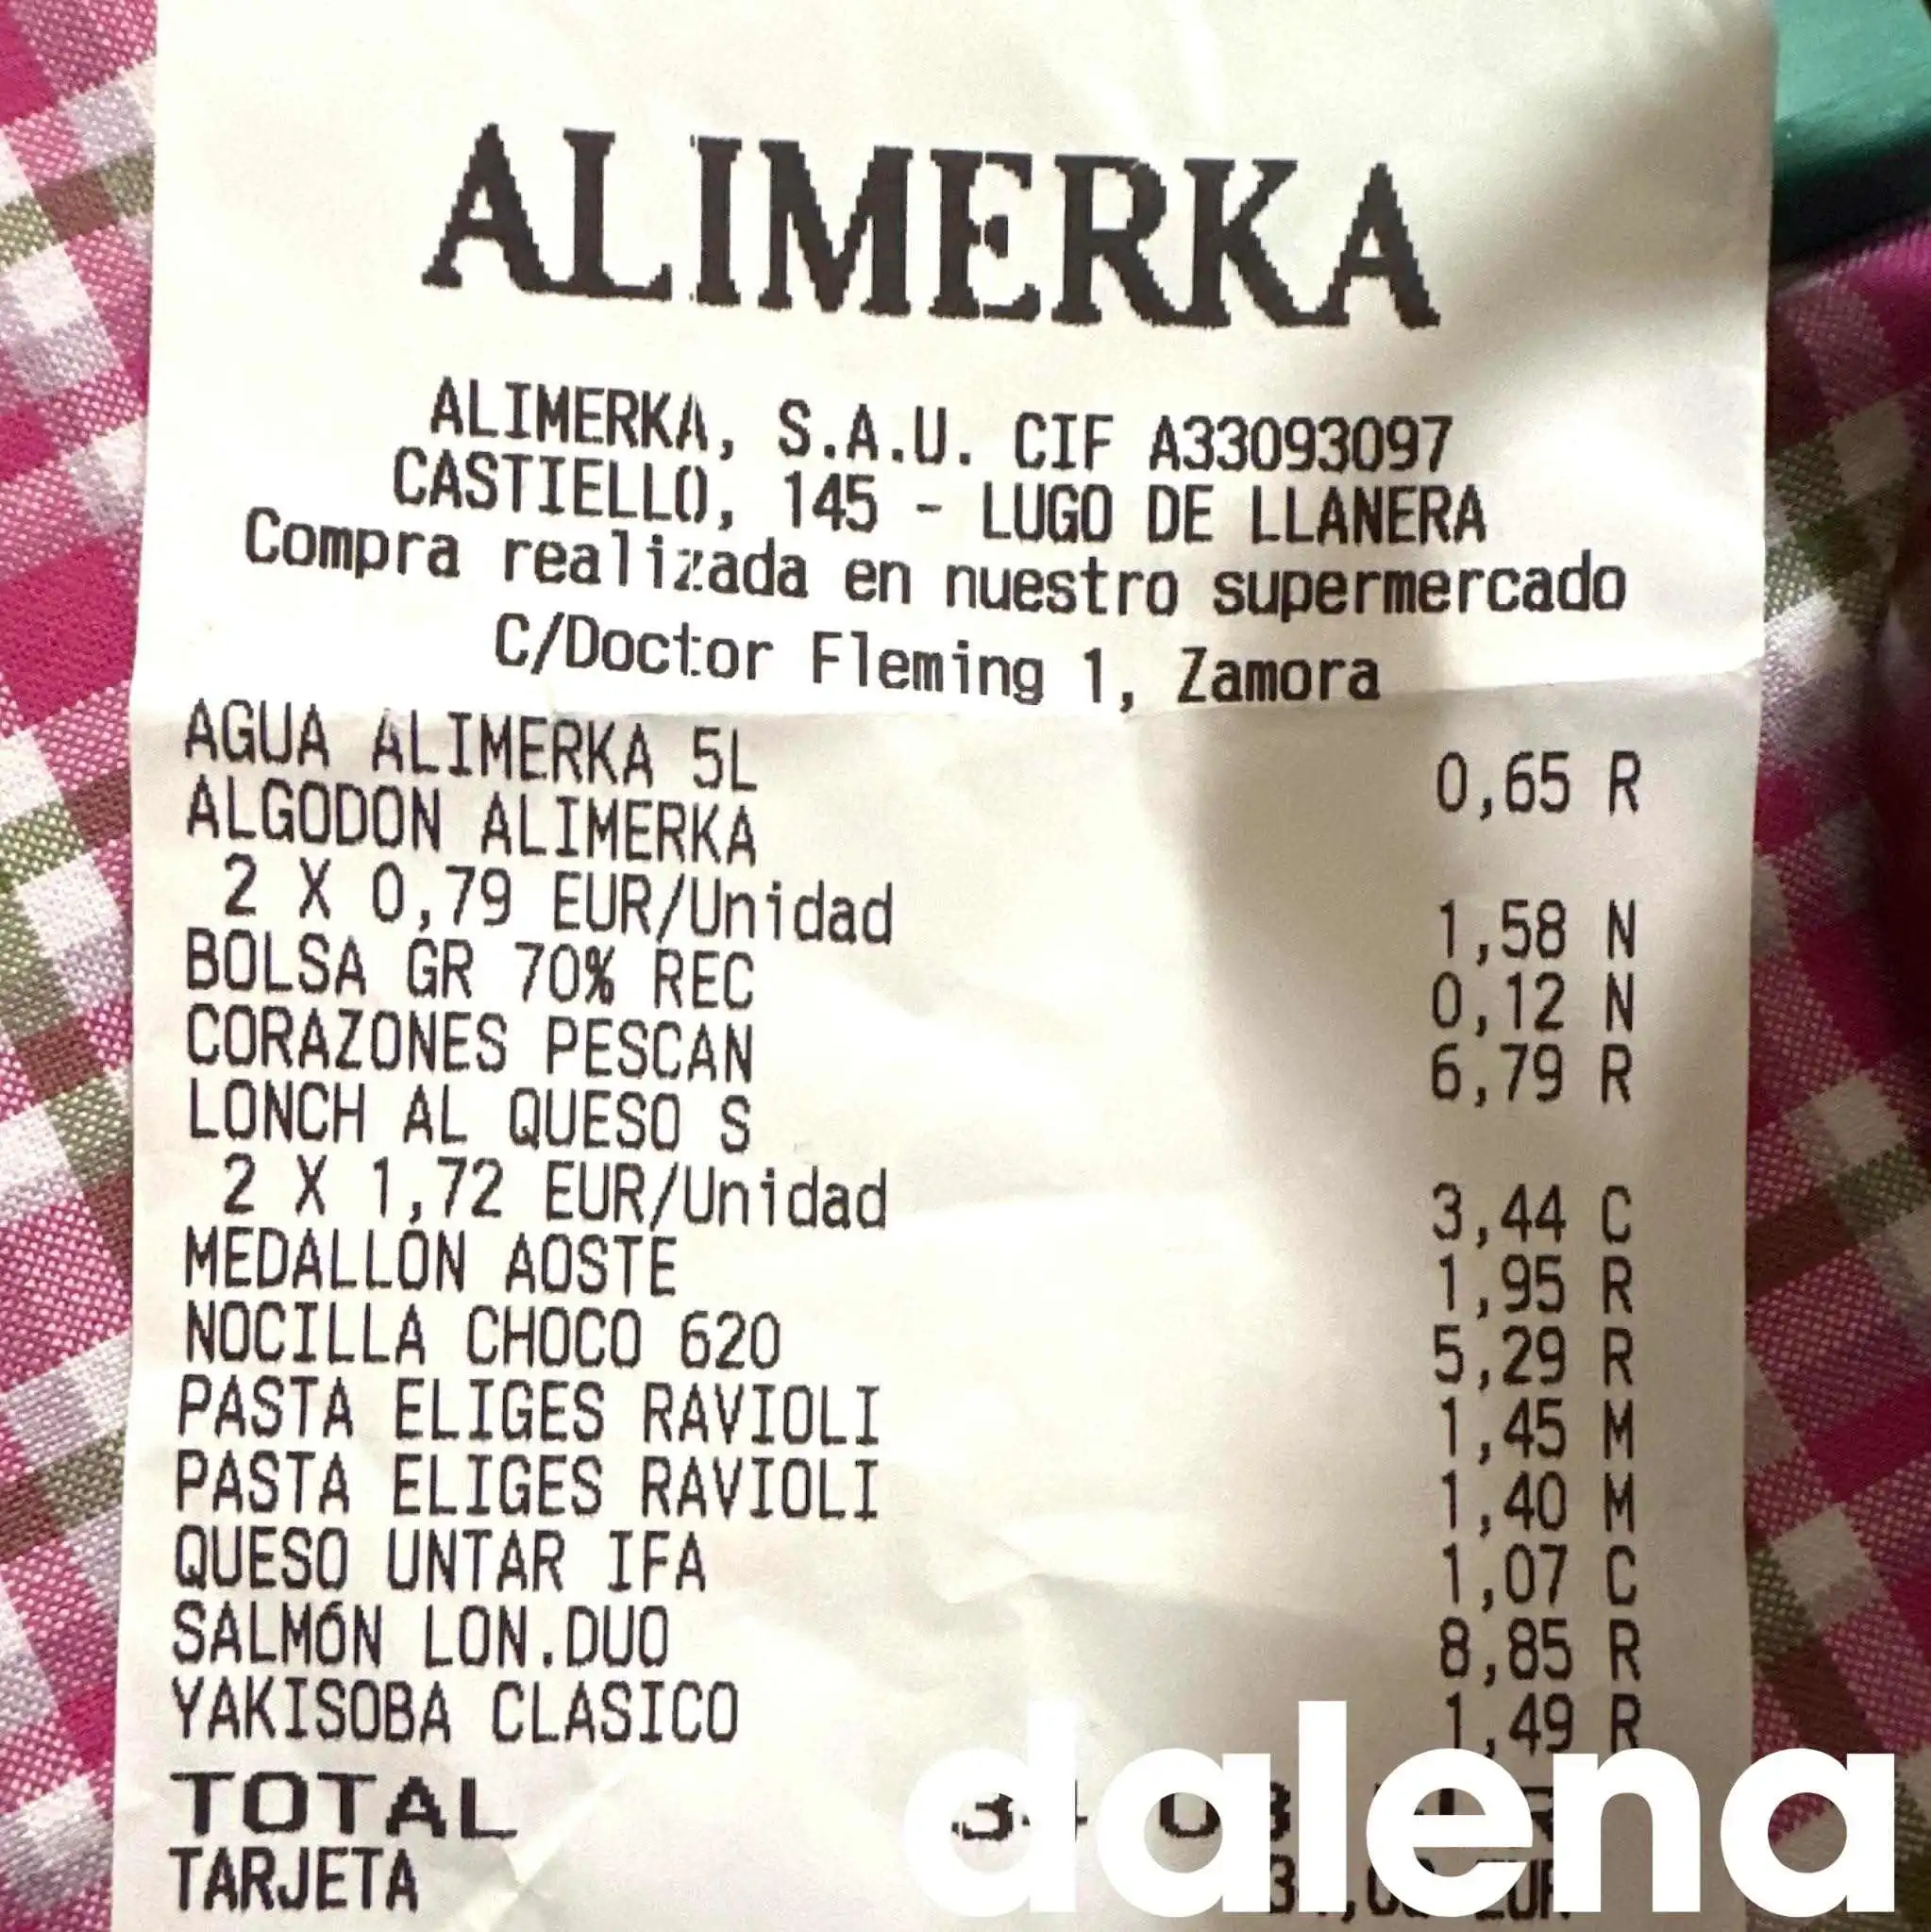 ALIMERKA
ALIMERKA, S.A.U. CIF A33093097
CASTIELLO, 145 - LUGO DE LLANERA
Compra realizada en nuestro supermercado
C/Doctor Fleming 1, Zamora
AGUA ALIMERKA 5L 0,65 R
ALGODON ALIMERKA
2 X 0,79 EUR/Unidad 1,58 N
BOLSA GR 70% REC 0,12 N
CORAZONES PESCAN 6,79 R
LONCH AL QUESO S
2 X 1,72 EUR/Unidad 3,44 C
MEDALLÓN AOSTE 1,95 R
NOCILLA CHOCO 620 5,29 R
PASTA ELIGES RAVIOLI 1,45 M
PASTA ELIGES RAVIOLI 1,40 M
QUESO UNTAR IFA 1,07 C
SALMÓN LON.DUO 8,85 R
YAKISOBA CLASICO 1,49 R
TOTAL
TARJETA
dalena